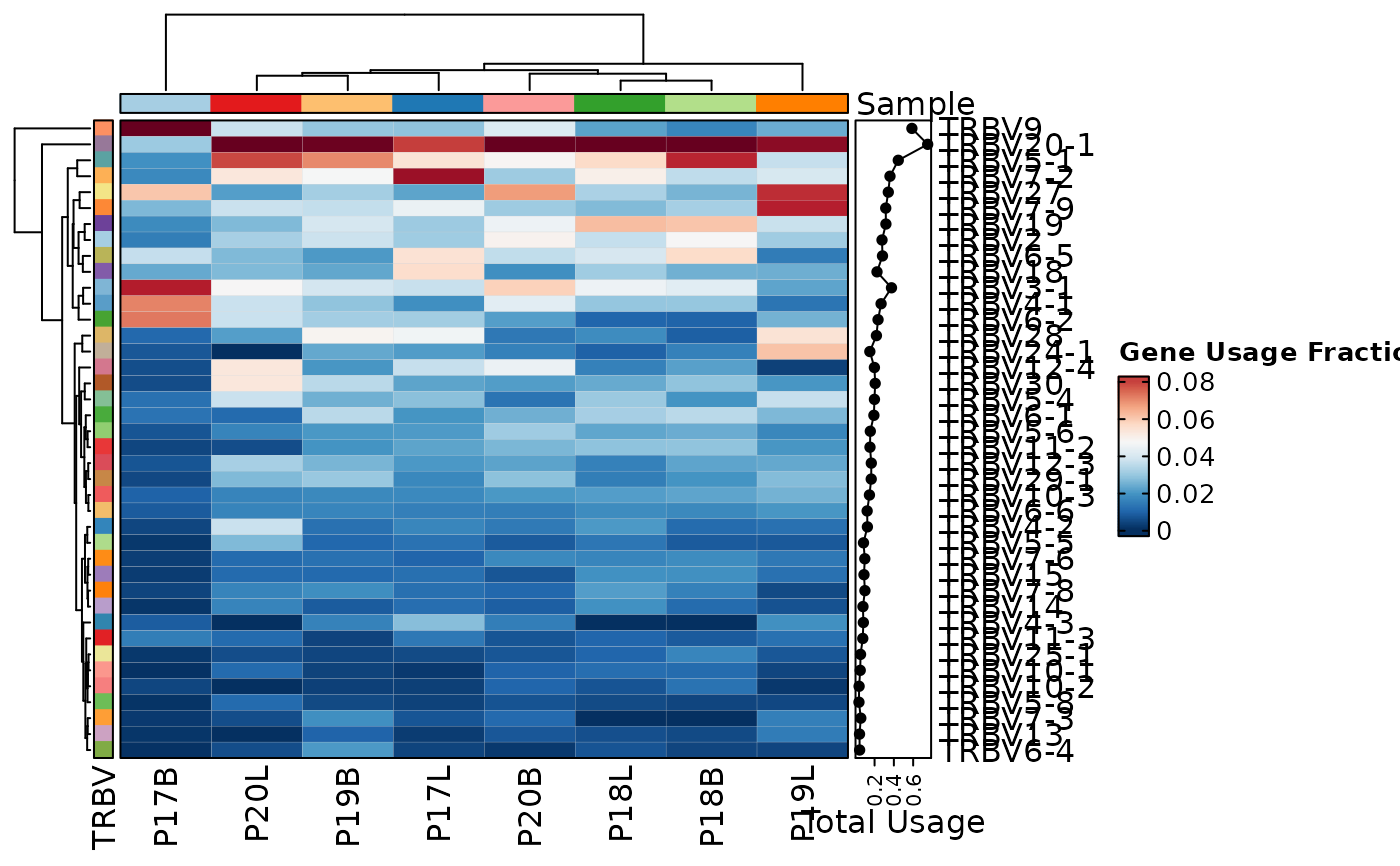 Sample
TRBV9
TRBV20-1
TRBV5-1
TRBV7-2
TRBV27
TRBV7-9
TRBV19
TRBV2
TRBV6-5
TRBV18
TRBV3-1
TRBV4-1
TRBV6-2
TRBV28
TRBV24-1
TRBV12-4
TRBV30
TRBV5-4
TRBV6-1
TRBV5-6
TRBV11-2
TRBV12-3
TRBV29-1
TRBV10-3
TRBV6-6
TRBV4-2
TRBV5-5
TRBV7-6
TRBV15
TRBV7-8
TRBV14
TRBV4-3
TRBV11-3
TRBV25-1
TRBV10-1
TRBV10-2
TRBV5-8
TRBV7-3
TRBV13
TRBV6-4
Gene Usage Fractio
0.08
0.06
0.04
0.02
0
TRBV
P17B
P20L
P19B
P17L
P20B
P18L
P18B
P19L
0.2
0.4
0.6
Total Usage